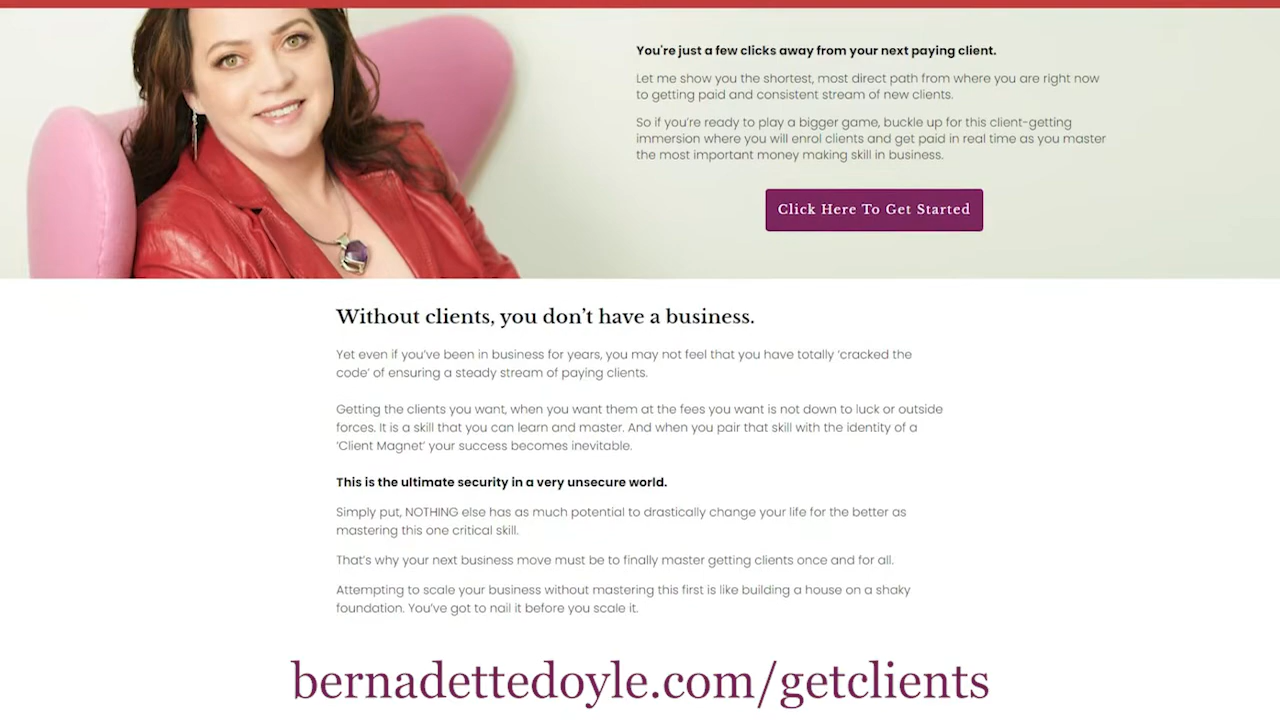 You're just a few clicks away from your next paying client.
Let me show you the shortest, most direct path from where you are right now
to getting paid and consistent stream of new clients.
So if you're ready to play a bigger game, buckle up for this client-getting
immersion where you will enrol clients and get paid in real time as you master
the most important money making skill in business.
Click Here To Get Started
Without clients, you don't have a business.
Yet even if you've been in business for years, you may not feel that you have totally 'cracked the
code' of ensuring a steady stream of paying clients.
Getting the clients you want, when you want them at the fees you want is not down to luck or outside
forces. It is a skill that you can learn and master. And when you pair that skill with the identity of a
'Client Magnet' your success becomes inevitable.
This is the ultimate security in a very unsecure world.
Simply put, NOTHING else has as much potential to drastically change your life for the better as
mastering this one critical skill.
That's why your next business move must be to finally master getting clients once and for all.
Attempting to scale your business without mastering this first is like building a house on a shaky
foundation. You've got to nail it before you scale it.
bernadettedoyle.com/getclients